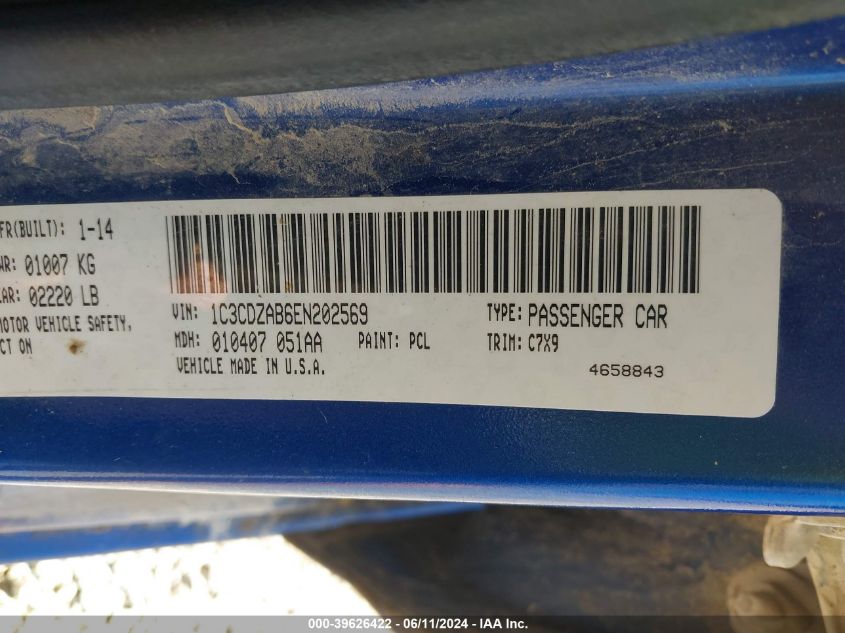 FR(BUILT): 1-14
WR: 01007 KG
AR: 02220 LB
MOTOR VEHICLE SAFETY,
CT ON
VIN: 1C3CDZAB6EN202569 TYPE: PASSENGER CAR
MDH: 010407 051AA PAINT: PCL TRIM: C7X9
VEHICLE MADE IN U.S.A. 4658843
000-39626422 - 06/11/2024 - IAA Inc.